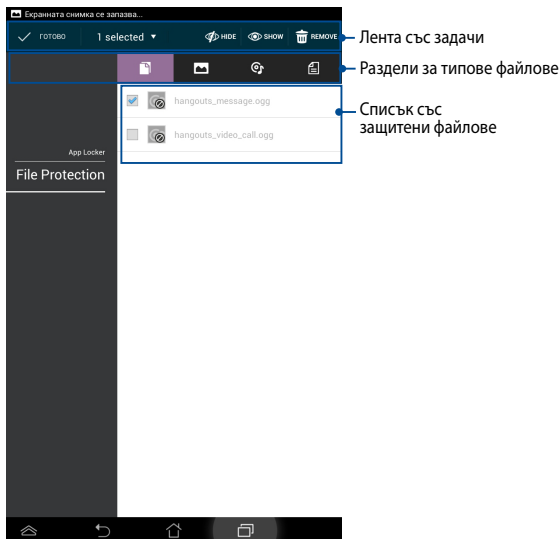 Екранната снимка се запазва...
ГОТОВО 1 selected HIDE SHOW REMOVE
Лента със задачи
Раздели за типове файлове
hangouts_message.ogg
Списък със
защитени файлове
hangouts_video_call.ogg
App Locker
File Protection